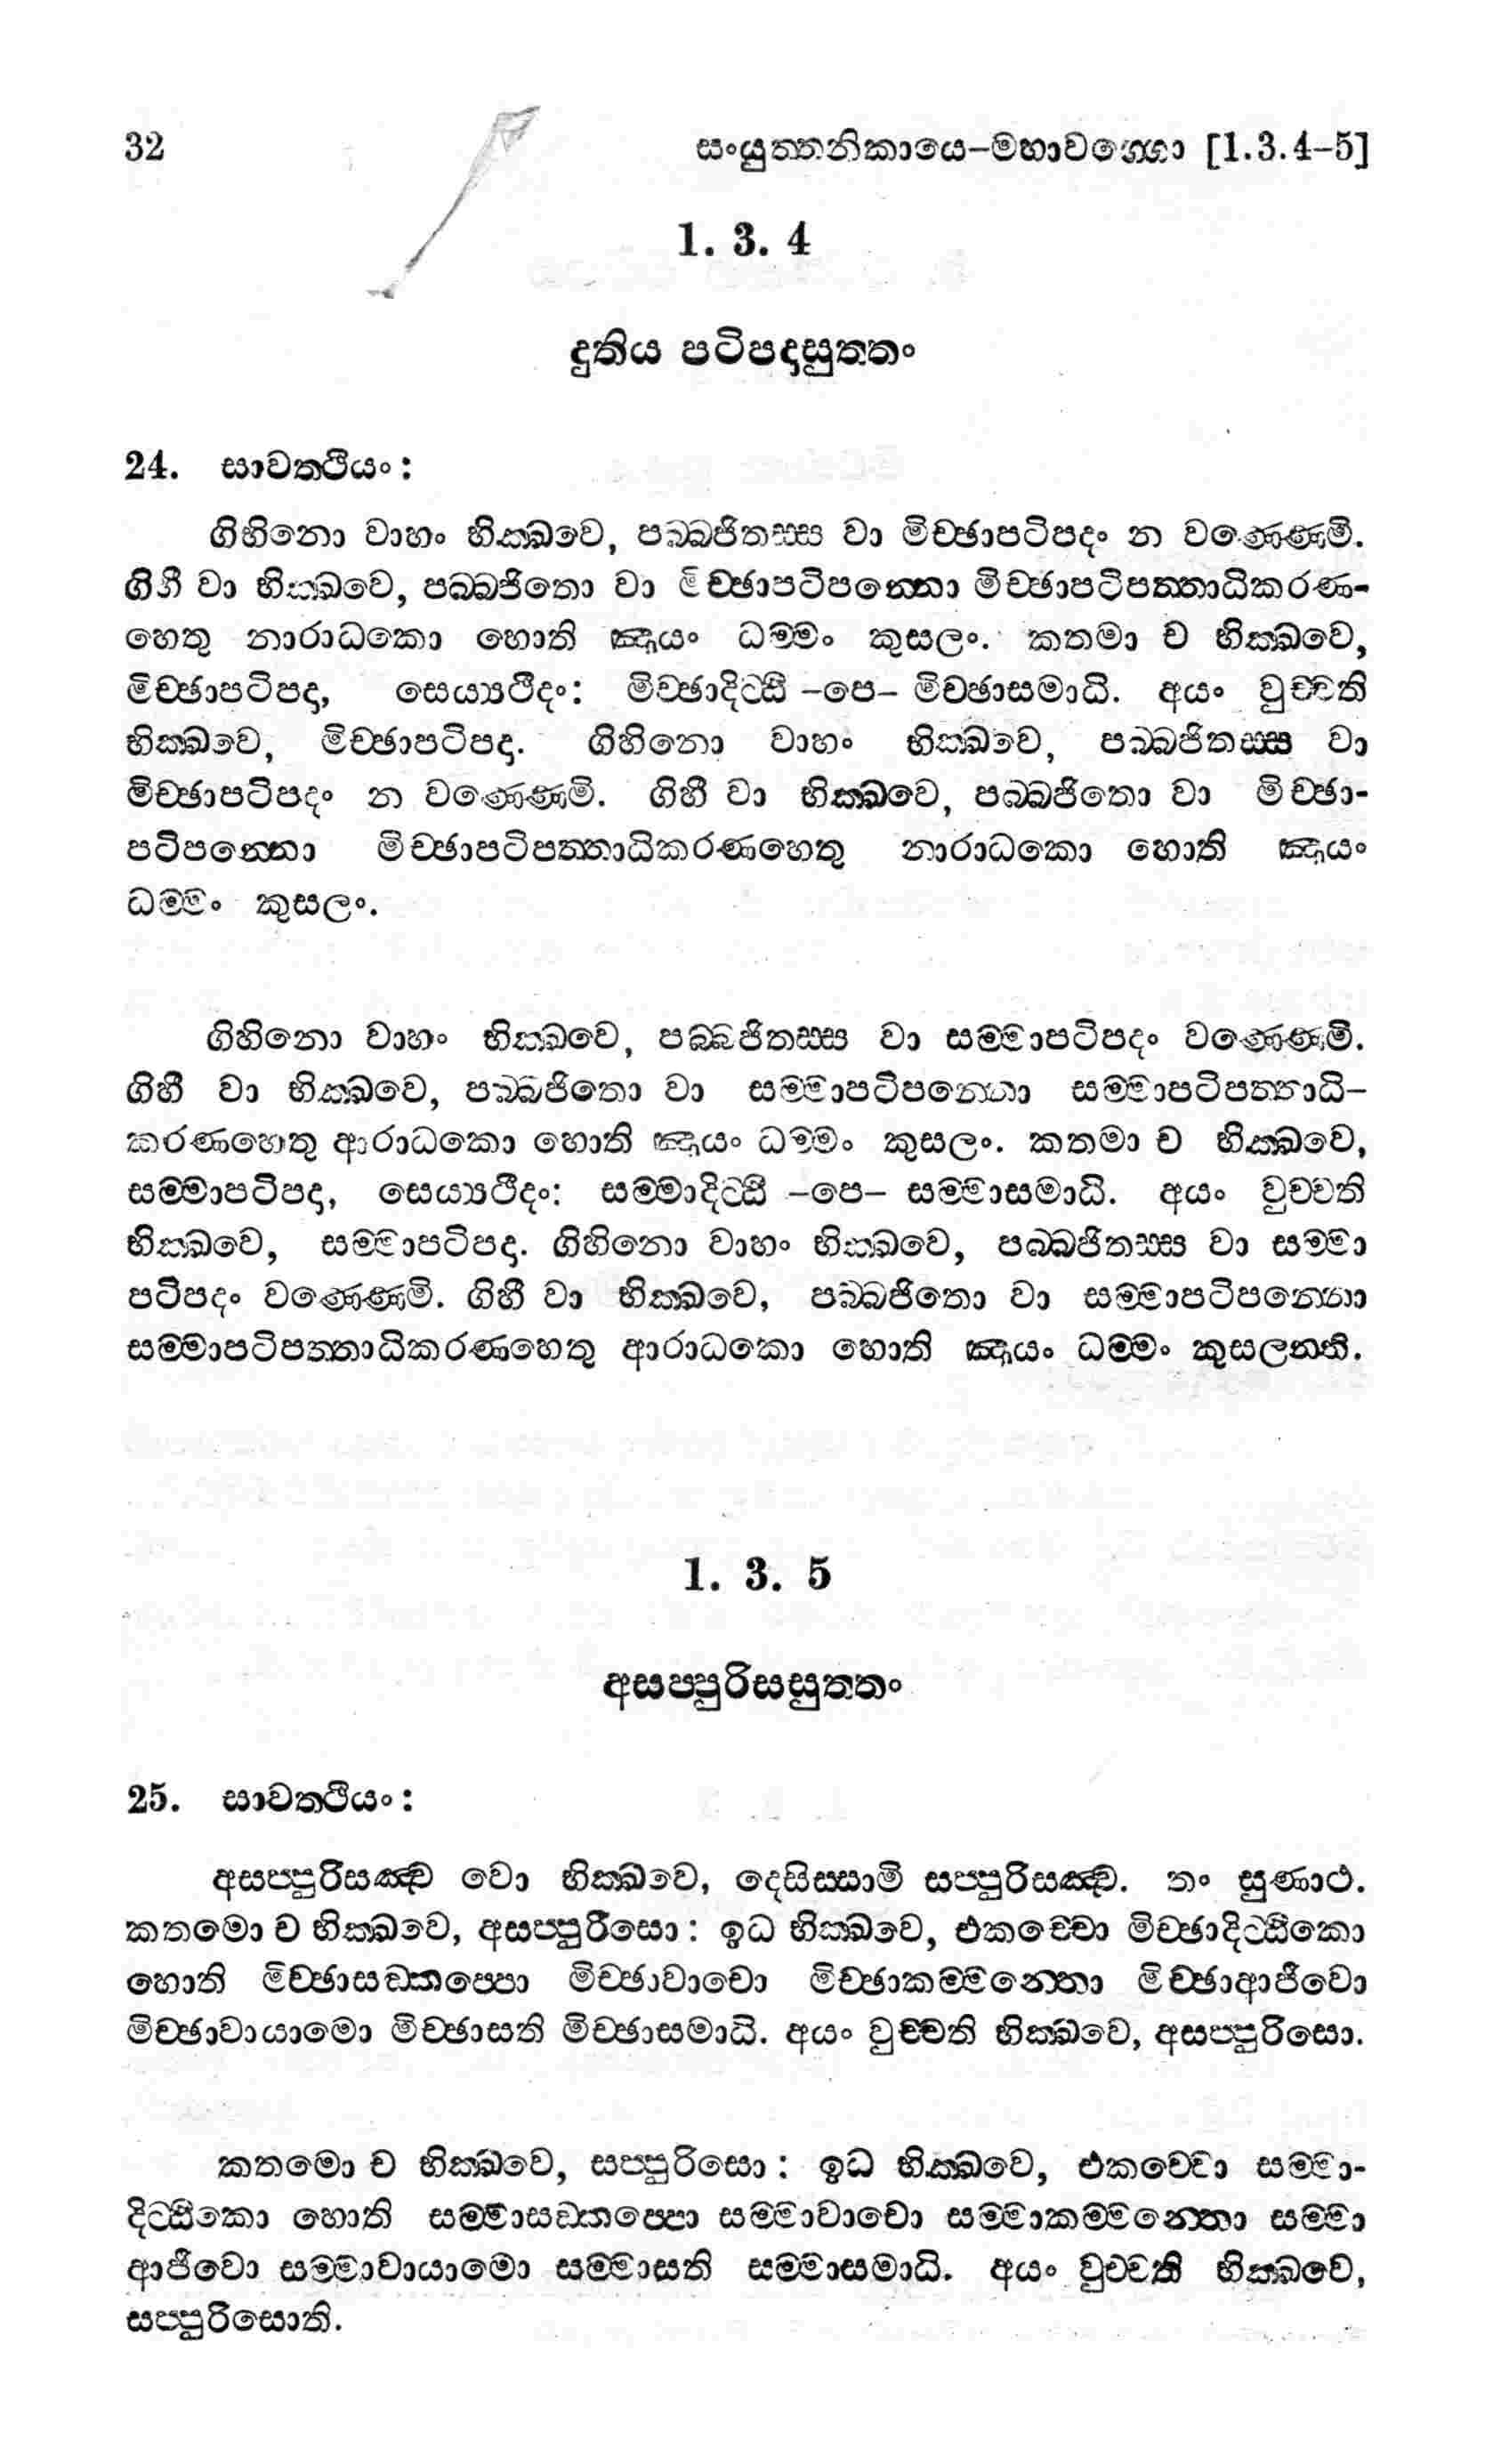 32 සංයුත්තනිකායෙ–මහාවග්ගො [1.3.4–5]
1. 3. 4
දුතිය පටිපදාසුත්තං
24. සාවත්ථියං :
ගිහිනො වාහං භික්ඛවෙ, පබ්බජිතස්ස වා මිච්ඡාපටිපදං න වණ්ණෙමි.
ගිහී වා භික්ඛවෙ, පබ්බජිතො වා මිච්ඡාපටිපන්නො මිච්ඡාපටිපත්තාධිකරණ-
හෙතු නාරාධකො හොති ඤායං ධම්මං කුසලං. කතමා ච භික්ඛවෙ,
මිච්ඡාපටිපදා, සෙය්‍යථීදං: මිච්ඡාදිට්ඨි –පෙ– මිච්ඡාසමාධි. අයං වුච්චති
භික්ඛවෙ, මිච්ඡාපටිපදා. ගිහිනො වාහං භික්ඛවෙ, පබ්බජිතස්ස වා
මිච්ඡාපටිපදං න වණ්ණෙමි. ගිහී වා භික්ඛවෙ, පබ්බජිතො වා මිච්ඡා-
පටිපන්නො මිච්ඡාපටිපත්තාධිකරණහෙතු නාරාධකො හොති ඤායං
ධම්මං කුසලං.
ගිහිනො වාහං භික්ඛවෙ, පබ්බජිතස්ස වා සම්මාපටිපදං වණ්ණෙමි.
ගිහී වා භික්ඛවෙ, පබ්බජිතො වා සම්මාපටිපන්නො සම්මාපටිපත්තාධි–
කරණහෙතු ආරාධකො හොති ඤායං ධම්මං කුසලං. කතමා ච භික්ඛවෙ,
සම්මාපටිපදා, සෙය්‍යථීදං: සම්මාදිට්ඨි –පෙ– සම්මාසමාධි. අයං වුච්චති
භික්ඛවෙ, සම්මාපටිපදා. ගිහිනො වාහං භික්ඛවෙ, පබ්බජිතස්ස වා සම්මා
පටිපදං වණ්ණෙමි. ගිහී වා භික්ඛවෙ, පබ්බජිතො වා සම්මාපටිපන්නො
සම්මාපටිපත්තාධිකරණහෙතු ආරාධකො හොති ඤායං ධම්මං කුසලන්ති.
1. 3. 5
අසප්පුරිසසුත්තං
25. සාවත්ථියං :
අසප්පුරිසඤ්ච වො භික්ඛවෙ, දෙසිස්සාමි සප්පුරිසඤ්ච. තං සුණාථ.
කතමො ච භික්ඛවෙ, අසප්පුරිසො : ඉධ භික්ඛවෙ, එකච්චො මිච්ඡාදිට්ඨිකො
හොති මිච්ඡාසඞ්කප්පො මිච්ඡාවාචො මිච්ඡාකම්මන්තො මිච්ඡාආජීවො
මිච්ඡාවායාමො මිච්ඡාසති මිච්ඡාසමාධි. අයං වුච්චති භික්ඛවෙ, අසප්පුරිසො.
කතමො ච භික්ඛවෙ, සප්පුරිසො : ඉධ භික්ඛවෙ, එකච්චො සම්මා-
දිට්ඨිකො හොති සම්මාසඞ්කප්පො සම්මාවාචො සම්මාකම්මන්තො සම්මා
ආජීවො සම්මාවායාමො සම්මාසති සම්මාසමාධි. අයං වුච්චති භික්ඛවෙ,
සප්පුරිසොති.